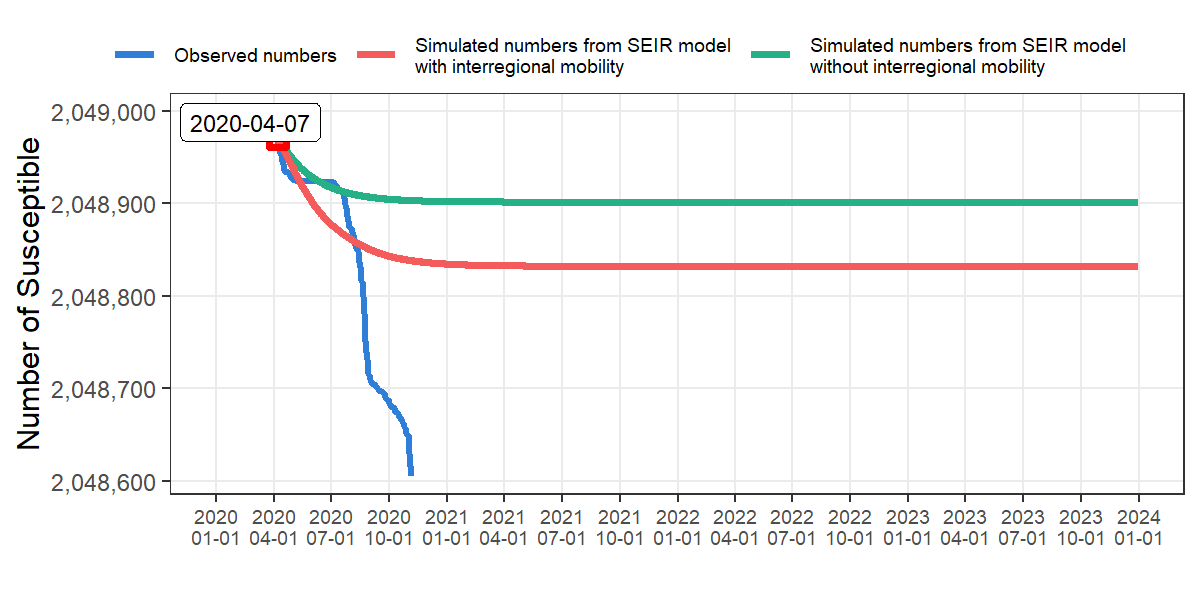 Observed numbers
Simulated numbers from SEIR model
with interregional mobility
Simulated numbers from SEIR model
without interregional mobility
Number of Susceptible
2,049,000
2,048,900
2,048,800
2,048,700
2,048,600
2020-04-07
2020 2020 2020 2020 2021 2021 2021 2021 2022 2022 2022 2022 2023 2023 2023 2023 2024
01-01 04-01 07-01 10-01 01-01 04-01 07-01 10-01 01-01 04-01 07-01 10-01 01-01 04-01 07-01 10-01 01-01